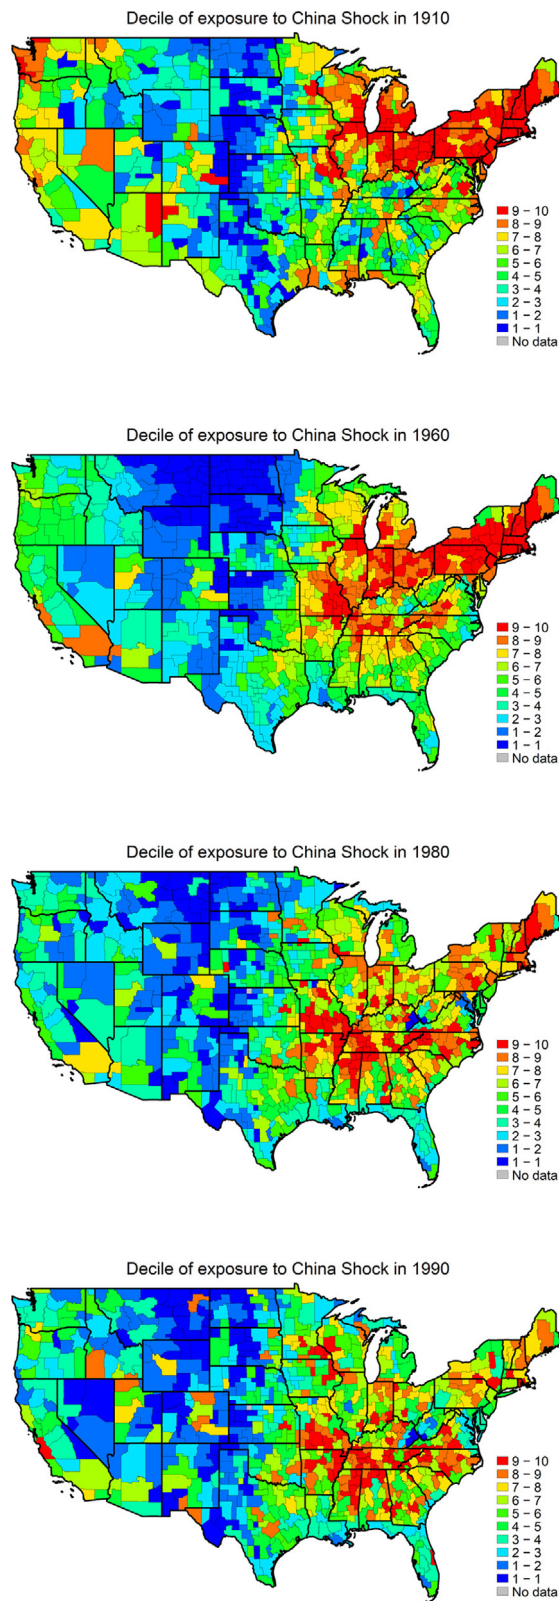 Decile of exposure to China Shock in 1910
9 – 10
8 – 9
7 – 8
6 – 7
5 – 6
4 – 5
3 – 4
2 – 3
1 – 2
1 – 1
No data
Decile of exposure to China Shock in 1960
9 – 10
8 – 9
7 – 8
6 – 7
5 – 6
4 – 5
3 – 4
2 – 3
1 – 2
1 – 1
No data
Decile of exposure to China Shock in 1980
9 – 10
8 – 9
7 – 8
6 – 7
5 – 6
4 – 5
3 – 4
2 – 3
1 – 2
1 – 1
No data
Decile of exposure to China Shock in 1990
9 – 10
8 – 9
7 – 8
6 – 7
5 – 6
4 – 5
3 – 4
2 – 3
1 – 2
1 – 1
No data